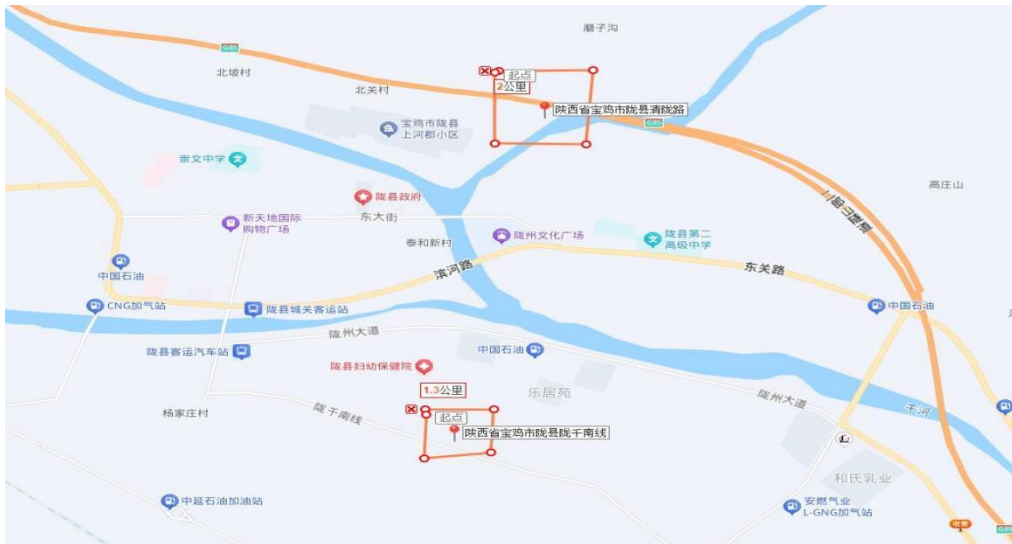 磨子沟
G85
北坡村
北关村
起点
2公里
陕西省宝鸡市陇县清陇路
G85
宝鸡市陇县
上河郡小区
崇文中学
高庄山
陇县政府
东大街
新天地国际
购物广场
泰和新村
陇州文化广场
陇县第二
高级中学
滨河路
东关路
中国石油
CNG加气站
陇县城关客运站
中国石油
陇州大道
陇县客运汽车站
中国石油
陇县妇幼保健院
1.3公里
乐居苑
陇州大道
千河
杨家庄村
陇千南线
起点
陕西省宝鸡市陇县陇千南线
和氏乳业
中延石油加油站
安燃气业
L-GNG加气站
收费
G85